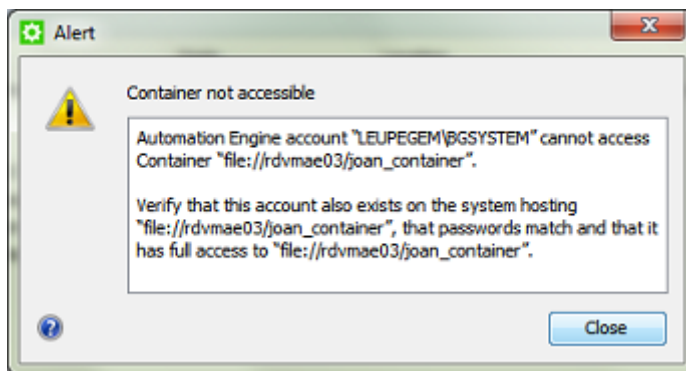 Alert
Container not accessible
Automation Engine account "LEUPEGEM\BGSYSTEM" cannot access
Container "file://rdvmae03/joan_container".
Verify that this account also exists on the system hosting
"file://rdvmae03/joan_container", that passwords match and that it
has full access to "file://rdvmae03/joan_container".
Close